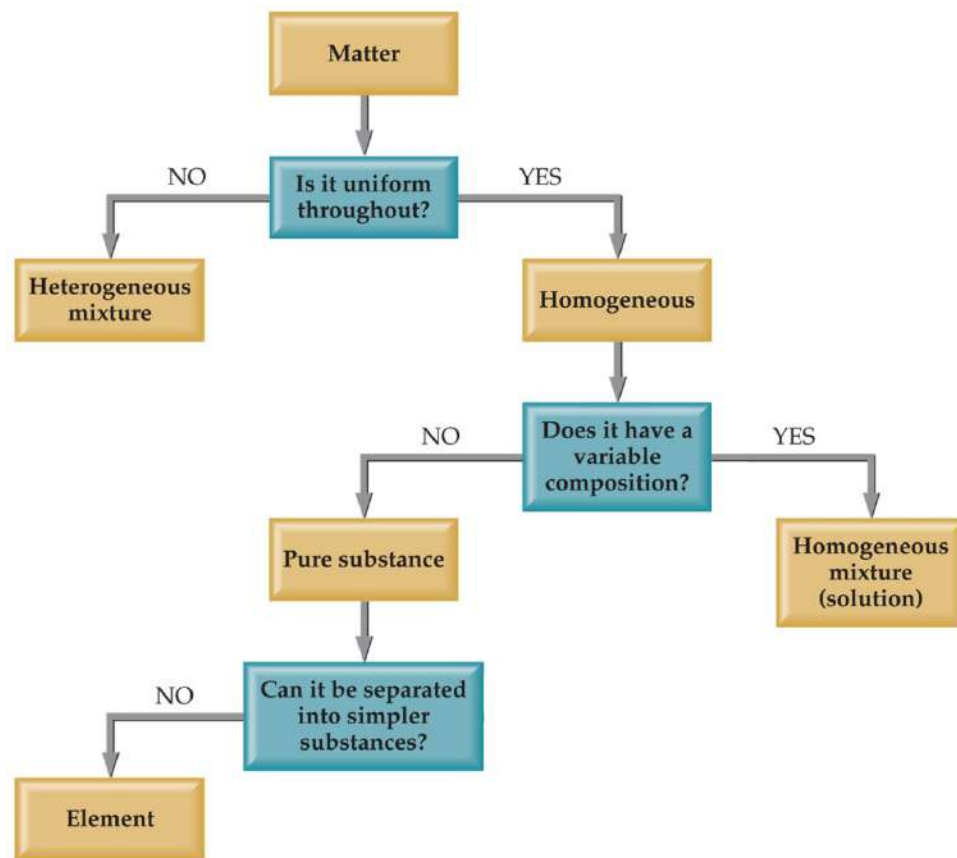 Matter
NO
YES
Is it uniform
throughout?
Heterogeneous
mixture
Homogeneous
NO
YES
Does it have a
variable
composition?
Pure substance
Homogeneous
mixture
(solution)
NO
Can it be separated
into simpler
substances?
Element